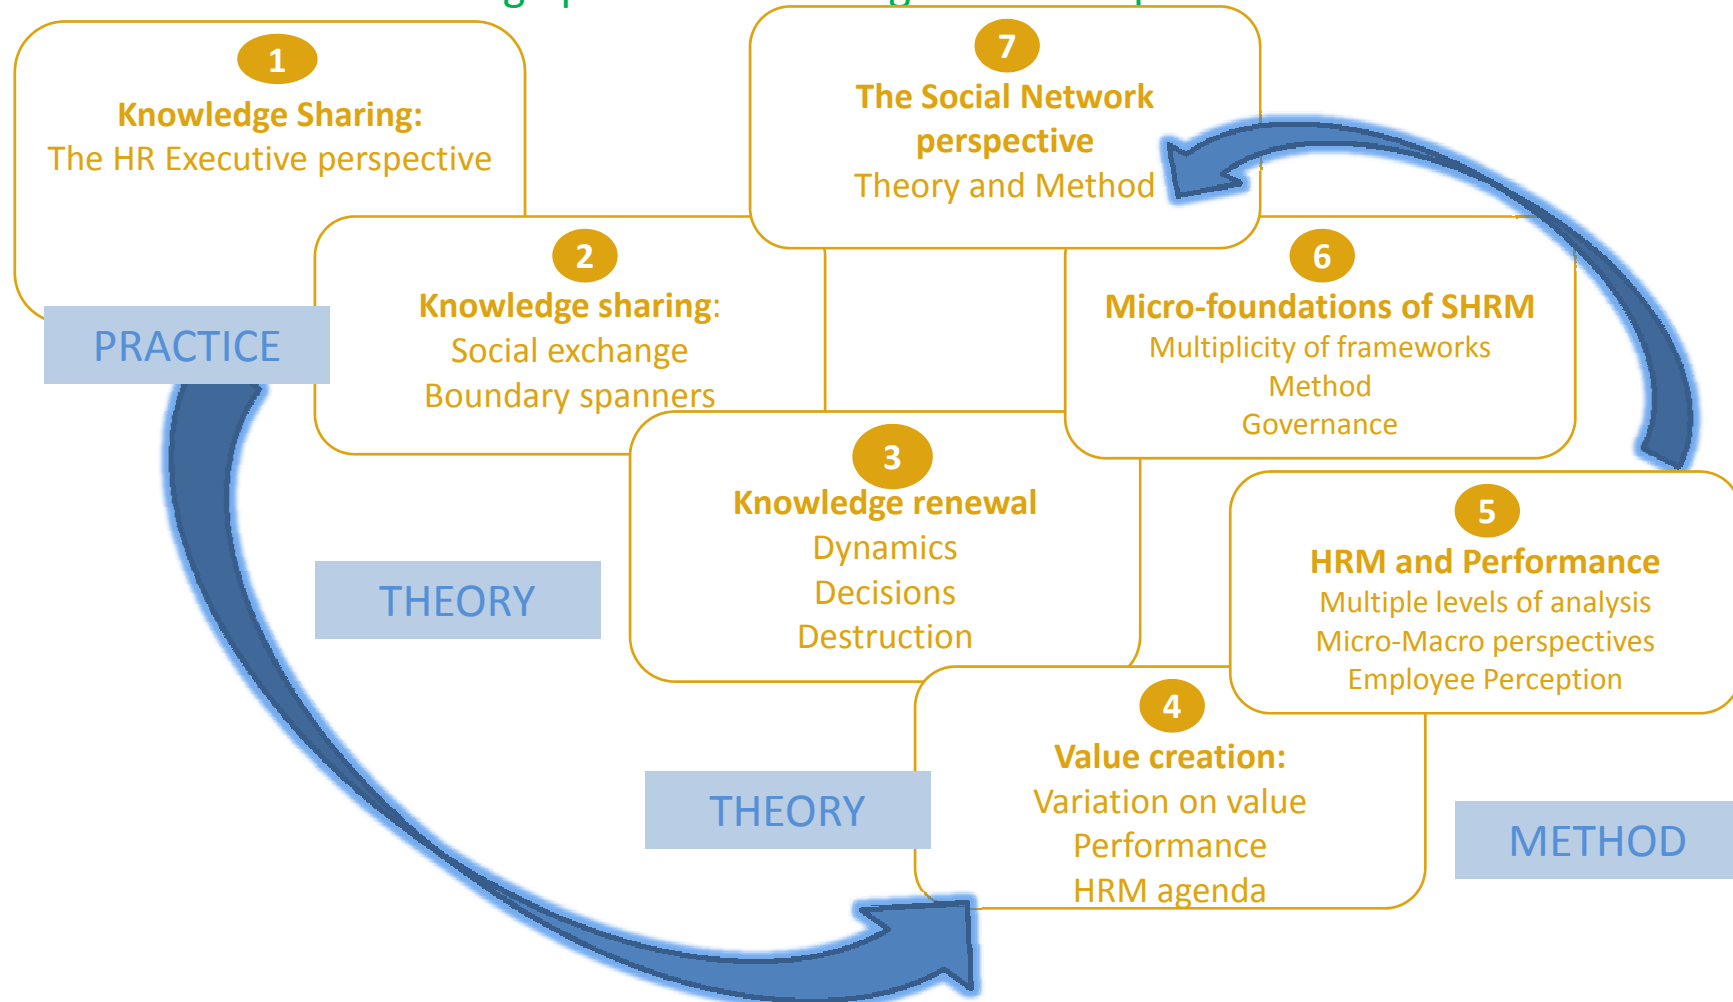 1
Knowledge Sharing:
The HR Executive perspective
PRACTICE
2
Knowledge sharing:
Social exchange
Boundary spanners
THEORY
3
Knowledge renewal
Dynamics
Decisions
Destruction
THEORY
4
Value creation:
Variation on value
Performance
HRM agenda
METHOD
5
HRM and Performance
Multiple levels of analysis
Micro-Macro perspectives
Employee Perception
6
Micro-foundations of SHRM
Multiplicity of frameworks
Method
Governance
7
The Social Network
perspective
Theory and Method